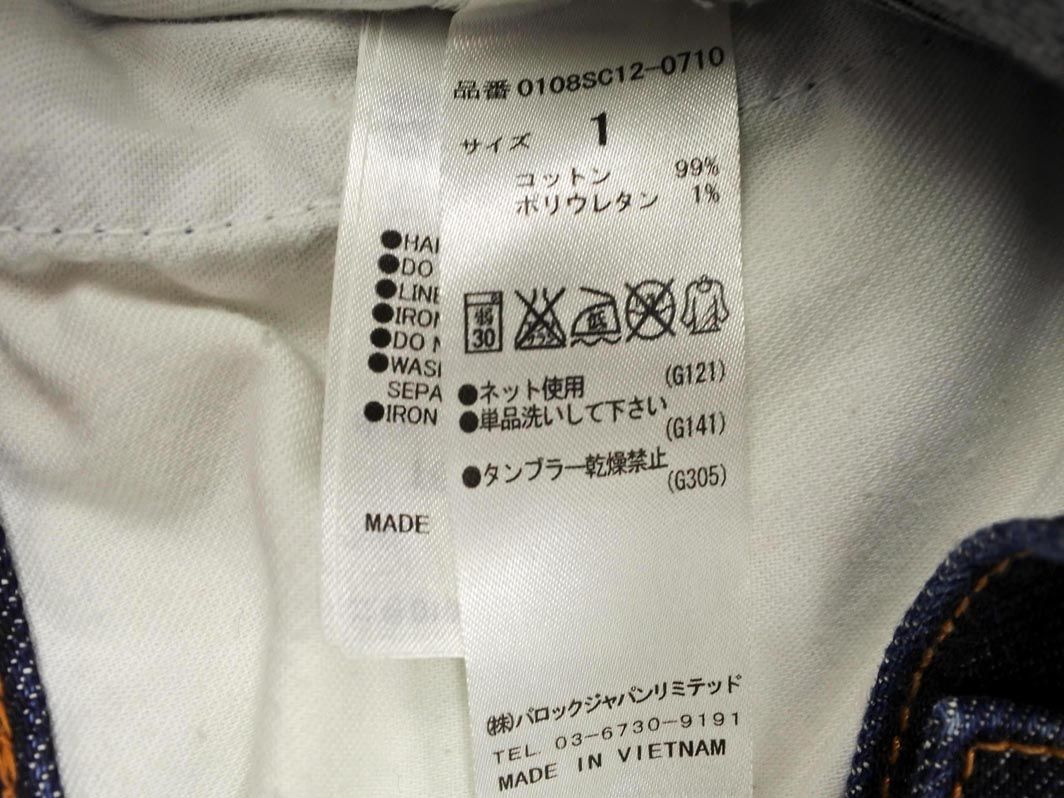 品番 0108SC12-0710
サイズ 1
コットン 99%
ポリウレタン 1%
弱
30
低
●ネット使用 (G121)
●単品洗いして下さい
(G141)
●タンブラー乾燥禁止
(G305)
(株)バロックジャパンリミテッド
TEL 03-6730-9191
MADE IN VIETNAM
●HA
●DO
●LINE
●IRON
●DO N
●WASH
SEPA
●IRON
MADE